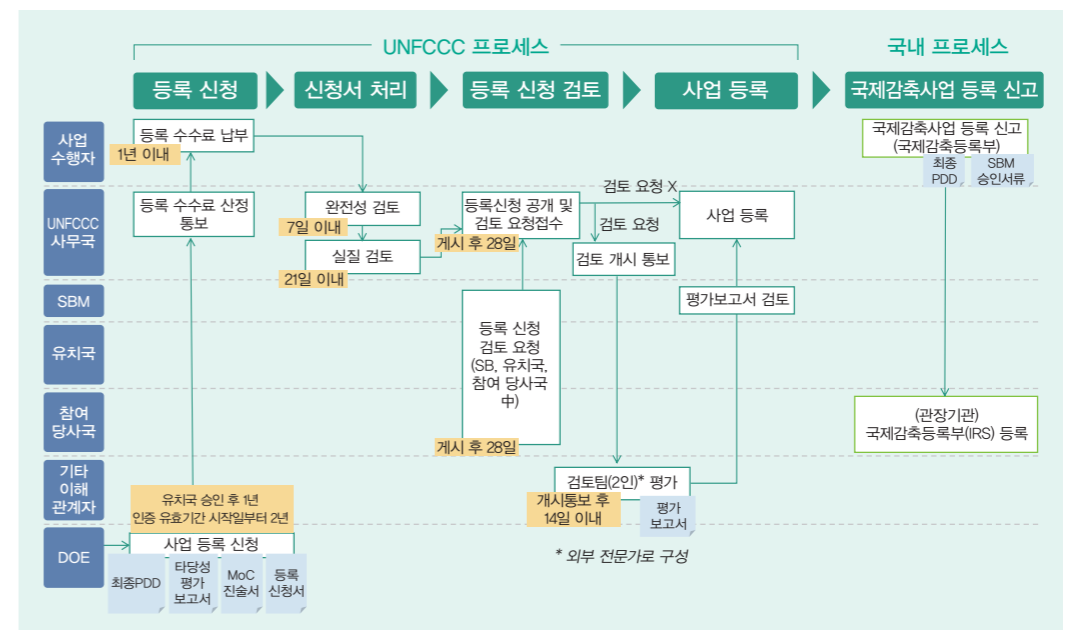 UNFCCC 프로세스
국내 프로세스
등록 신청
신청서 처리
등록 신청 검토
사업 등록
국제감축사업 등록 신고
사업
수행자
등록 수수료 납부
1년 이내
국제감축사업 등록 신고
(국제감축등록부)
최종
PDD
SBM
승인서류
UNFCCC
사무국
등록 수수료 산정
통보
완전성 검토
7일 이내
실질 검토
21일 이내
등록신청 공개 및
검토 요청접수
게시 후 28일
검토 요청 X
검토 요청
검토 개시 통보
사업 등록
SBM
평가보고서 검토
등록 신청
검토 요청
(SB, 유치국,
참여 당사국
中)
게시 후 28일
유치국
참여
당사국
(관장기관)
국제감축등록부(IRS) 등록
기타
이해
관계자
유치국 승인 후 1년
인증 유효기간 시작일부터 2년
검토팀(2인)* 평가
개시통보 후
14일 이내
평가
보고서
DOE
사업 등록 신청
최종PDD
타당성
평가
보고서
MoC
진술서
등록
신청서
* 외부 전문가로 구성